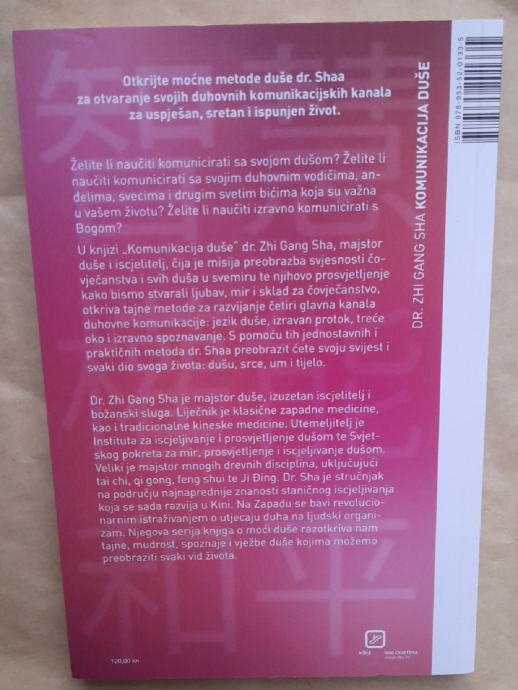 Otkrijte moćne metode duše dr. Shaa
za otvaranje svojih duhovnih komunikacijskih kanala
za uspješan, sretan i ispunjen život.
Želite li naučiti komunicirati sa svojom dušom? Želite li
naučiti komunicirati sa svojim duhovnim vodičima, an-
đelima, svecima i drugim svetim bićima koja su važna
u vašem životu? Želite li naučiti izravno komunicirati s
Bogom?
U knjizi „Komunikacija duše“ dr. Zhi Gang Sha, majstor
duše i iscjelitelj, čija je misija preobrazba svjesnosti čo-
vječanstva i svih duša u svemiru te njihovo prosvjetljenje
kako bismo stvarali ljubav, mir i sklad za čovječanstvo,
otkriva tajne metode za razvijanje četiri glavna kanala
duhovne komunikacije: jezik duše, izravan protok, treće
oko i izravno spoznavanje. S pomoću tih jednostavnih i
praktičnih metoda dr. Shaa preobrazit ćete svoju svijest i
svaki dio svoga života: dušu, srce, um i tijelo.
Dr. Zhi Gang Sha je majstor duše, izuzetan iscjelitelj i
božanski sluga. Liječnik je klasične zapadne medicine,
kao i tradicionalne kineske medicine. Utemeljitelj je
Instituta za iscjeljivanje i prosvjetljenje dušom te Svjet-
skog pokreta za mir, prosvjetljenje i iscjeljivanje dušom.
Veliki je majstor mnogih drevnih disciplina, uključujući
tai chi, qi gong, feng shui te Ji Ðing. Dr. Sha je stručnjak
na području najnaprednije znanosti staničnog iscjeljivanja
koja se sada razvija u Kini. Na Zapadu se bavi revolucio-
narnim istraživanjem o utjecaju duha na ljudski organi-
zam. Njegova serija knjiga o moći duše razotkriva nam
tajne, mudrost, spoznaje i vježbe duše kojima možemo
preobraziti svaki vid života.
120,00 kn
DR. ZHI GANG SHA KOMUNIKACIJA DUŠE
ISBN 978-953-52-0133-5
知慧
和平